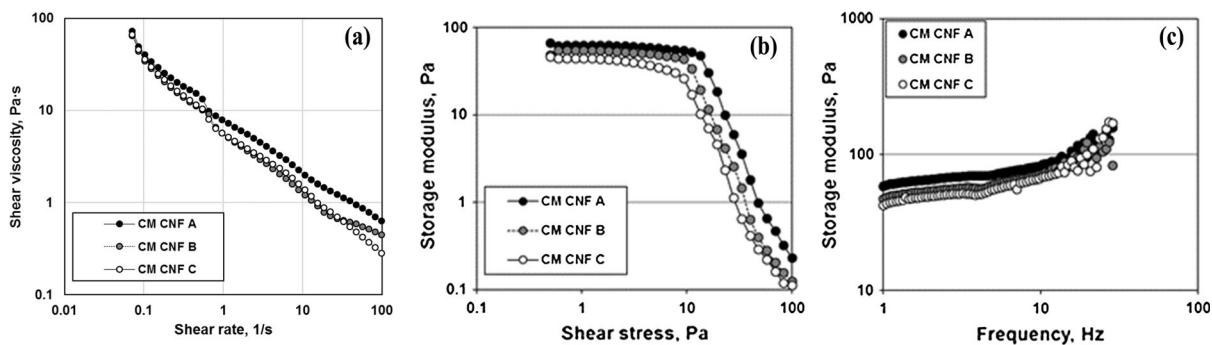 (a)
Shear viscosity, Pa·s
100
10
1
0.1
0.01
0.1
1
10
100
Shear rate, 1/s
CM CNF A
CM CNF B
CM CNF C
(b)
Storage modulus, Pa
100
10
1
0.1
0.1
1
10
100
Shear stress, Pa
CM CNF A
CM CNF B
CM CNF C
(c)
Storage modulus, Pa
1000
100
10
1
10
100
Frequency, Hz
CM CNF A
CM CNF B
CM CNF C